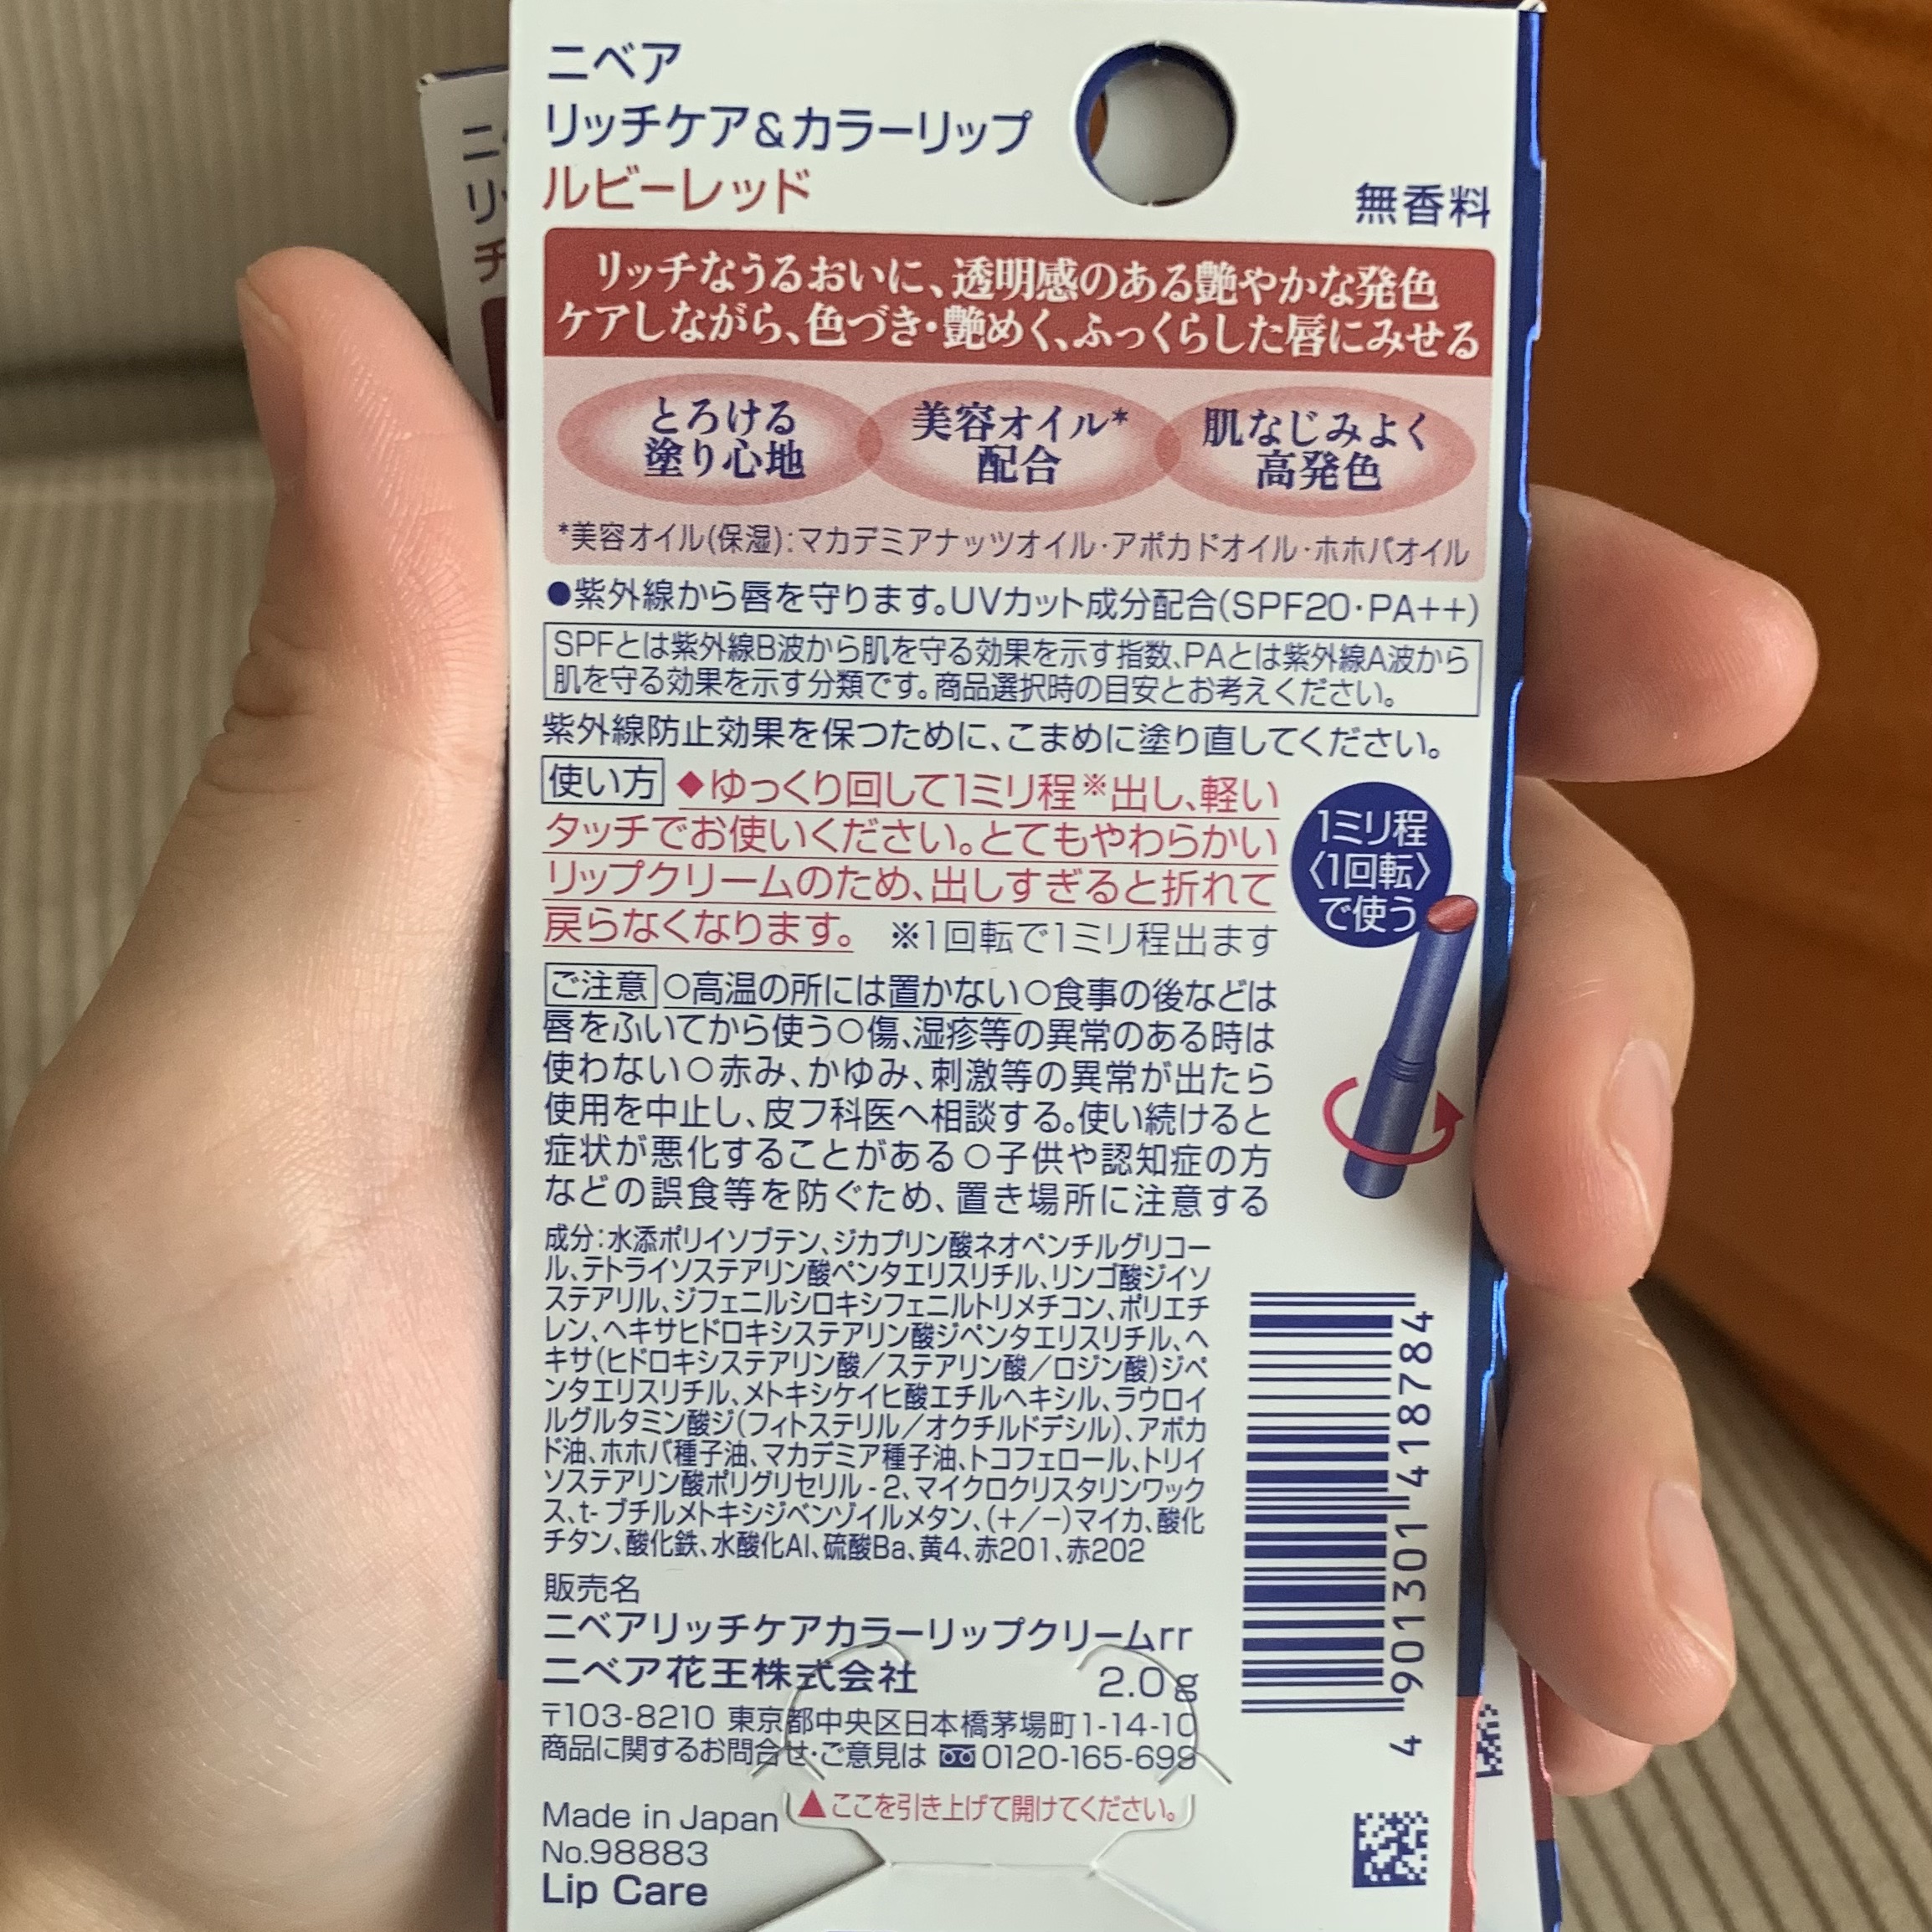 ニベア
リッチケア&カラーリップ
ルビーレッド
無香料
リッチなうるおいに、透明感のある艶やかな発色
ケアしながら、色づき・艶めく、ふっくらした唇にみせる
とろける
塗り心地
美容オイル*
配合
肌なじみよく
高発色
*美容オイル(保湿):マカデミアナッツオイル・アボカドオイル・ホホバオイル
●紫外線から唇を守ります。UVカット成分配合(SPF20・PA++)
SPFとは紫外線B波から肌を守る効果を示す指数、PAとは紫外線A波から
肌を守る効果を示す分類です。商品選択時の目安とお考えください。
紫外線防止効果を保つために、こまめに塗り直してください。
使い方 ◆ゆっくり回して1ミリ程※出し、軽い
タッチでお使いください。とてもやわらかい
リップクリームのため、出しすぎると折れて
戻らなくなります。 ※1回転で1ミリ程出ます
1ミリ程
〈1回転〉
で使う
ご注意 ○高温の所には置かない○食事の後などは
唇をふいてから使う○傷、湿疹等の異常のある時は
使わない○赤み、かゆみ、刺激等の異常が出たら
使用を中止し、皮フ科医へ相談する。使い続けると
症状が悪化することがある○子供や認知症の方
などの誤食等を防ぐため、置き場所に注意する
成分:水添ポリイソブテン、ジカプリン酸ネオペンチルグリコー
ル、テトライソステアリン酸ペンタエリスリチル、リンゴ酸ジイソ
ステアリル、ジフェニルシロキシフェニルトリメチコン、ポリエチ
レン、ヘキサヒドロキシステアリン酸ジペンタエリスリチル、ヘ
キサ(ヒドロキシステアリン酸/ステアリン酸/ロジン酸)ジペ
ンタエリスリチル、メトキシケイヒ酸エチルヘキシル、ラウロイ
ルグルタミン酸ジ(フィトステリル/オクチルドデシル)、アボカ
ド油、ホホバ種子油、マカデミア種子油、トコフェロール、トリイ
ソステアリン酸ポリグリセリル-2、マイクロクリスタリンワック
ス、t-ブチルメトキシジベンゾイルメタン、(+/-)マイカ、酸化
チタン、酸化鉄、水酸化Al、硫酸Ba、黄4、赤201、赤202
販売名
ニベアリッチケアカラーリップクリームrr
ニベア花王株式会社 2.0g
〒103-8210 東京都中央区日本橋茅場町1-14-10
商品に関するお問合せ・ご意見は 0120-165-699
▲ここを引き上げて開けてください。
Made in Japan
No.98883
Lip Care
4 901301 418784
ニ
リッ
チ